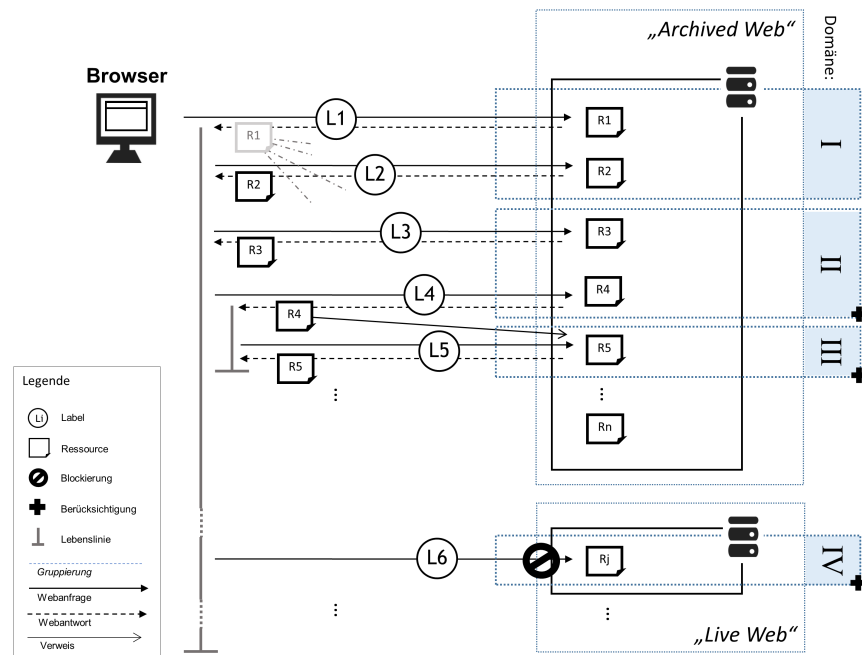 „Archived Web“
Domäne:
Browser
L1
R1
R1
I
L2
R2
R2
L3
R3
R3
II
L4
R4
R4
L5
R5
R5
III
...
...
Rn
Legende
Li Label
Ressource
Blockierung
Berücksichtigung
Lebenslinie
Gruppierung
Webanfrage
Webantwort
Verweis
L6
Rj
IV
...
...
„Live Web“